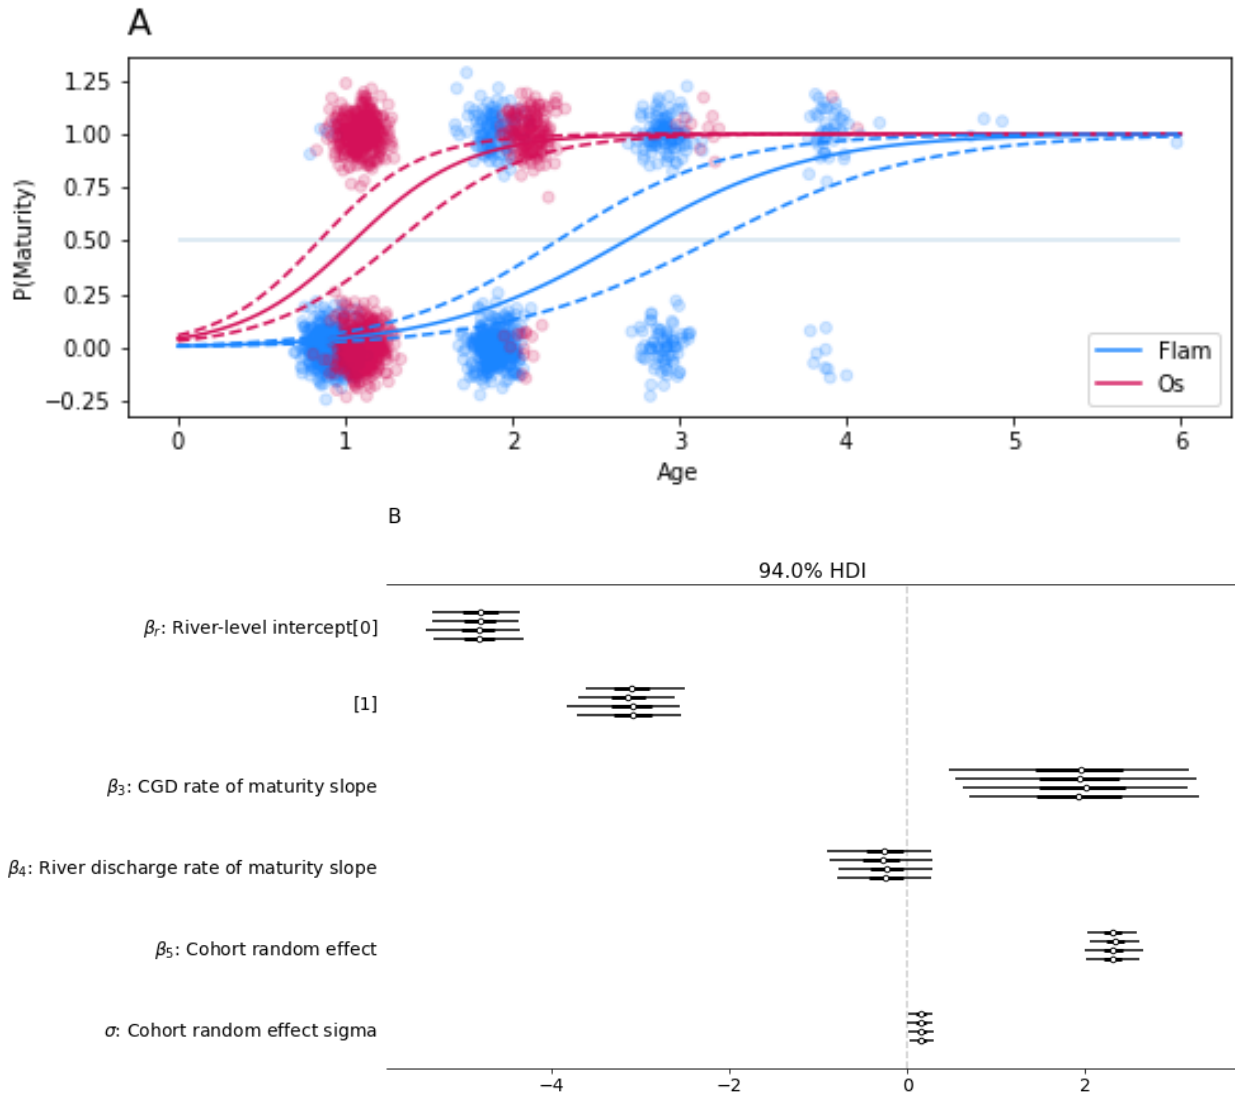 A
1.25
1.00
0.75
0.50
0.25
0.00
−0.25
P(Maturity)
Flam
Os
0 1 2 3 4 5 6
Age
B
94.0% HDI
βr: River-level intercept[0]
[1]
β3: CGD rate of maturity slope
β4: River discharge rate of maturity slope
β5: Cohort random effect
σ: Cohort random effect sigma
−4 −2 0 2